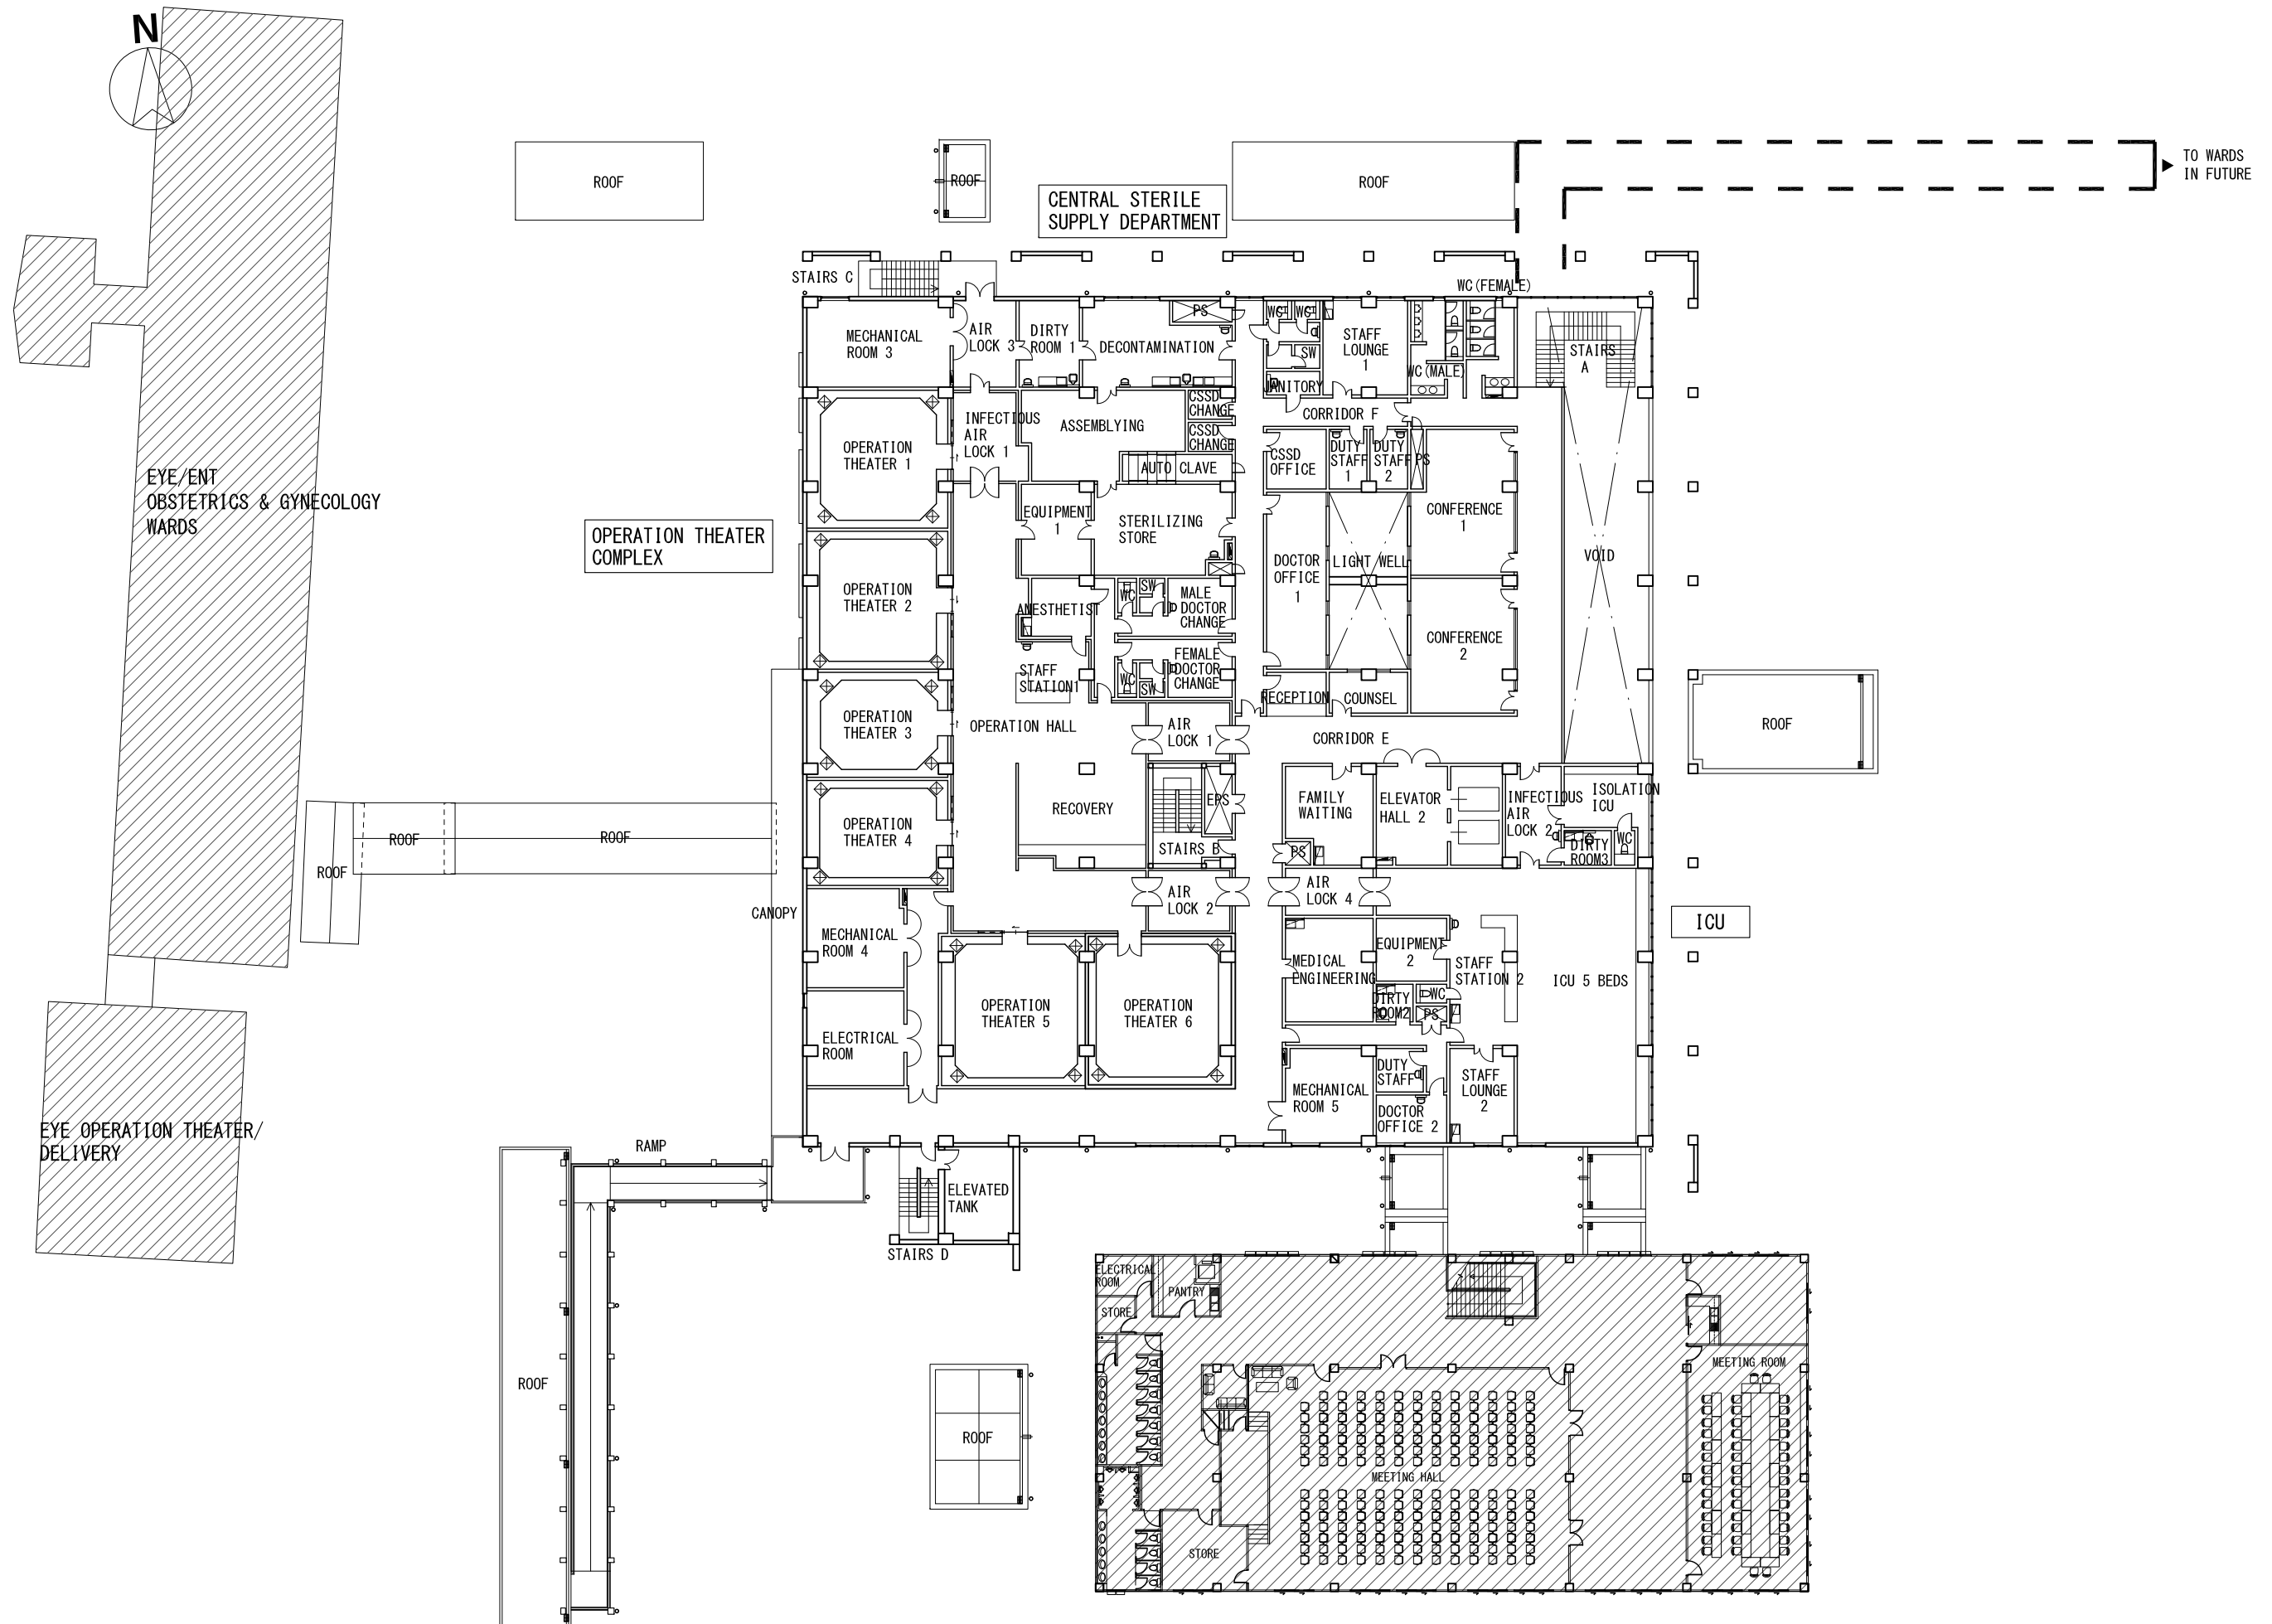 N
TO WARDS
IN FUTURE
ROOF
ROOF
ROOF
CENTRAL STERILE
SUPPLY DEPARTMENT
STAIRS C
WC(FEMALE)
MECHANICAL
ROOM 3
AIR
LOCK 3
DIRTY
ROOM 1
DECONTAMINATION
PS
WC
WC
SW
JANITORY
STAFF
LOUNGE
1
WC(MALE)
STAIRS
A
OPERATION
THEATER 1
INFECTIOUS
AIR
LOCK 1
ASSEMBLYING
CSSD
CHANGE
CSSD
CHANGE
AUTO CLAVE
CORRIDOR F
CSSD
OFFICE
DUTY
STAFF
1
DUTY
STAFF
2
PS
EYE/ENT
OBSTETRICS & GYNECOLOGY
WARDS
OPERATION THEATER
COMPLEX
EQUIPMENT
1
STERILIZING
STORE
CONFERENCE
1
DOCTOR
OFFICE
1
LIGHT WELL
VOID
OPERATION
THEATER 2
ANESTHETIST
WC
SW
MALE
DOCTOR
CHANGE
CONFERENCE
2
STAFF
STATION1
WC
SW
FEMALE
DOCTOR
CHANGE
RECEPTION
COUNSEL
OPERATION
THEATER 3
OPERATION HALL
AIR
LOCK 1
CORRIDOR E
ROOF
OPERATION
THEATER 4
RECOVERY
EPS
STAIRS B
FAMILY
WAITING
PS
ELEVATOR
HALL 2
INFECTIOUS
AIR
LOCK 2
ISOLATION
ICU
DIRTY
ROOM3
WC
ROOF
ROOF
ROOF
CANOPY
AIR
LOCK 2
AIR
LOCK 4
ICU
MECHANICAL
ROOM 4
MEDICAL
ENGINEERING
EQUIPMENT
2
STAFF
STATION 2
ICU 5 BEDS
DIRTY
ROOM2
WC
PS
OPERATION
THEATER 5
OPERATION
THEATER 6
ELECTRICAL
ROOM
MECHANICAL
ROOM 5
DUTY
STAFF
DOCTOR
OFFICE 2
STAFF
LOUNGE
2
EYE OPERATION THEATER/
DELIVERY
RAMP
ELEVATED
TANK
STAIRS D
ELECTRICAL
ROOM
STORE
PANTRY
MEETING ROOM
ROOF
ROOF
MEETING HALL
STORE